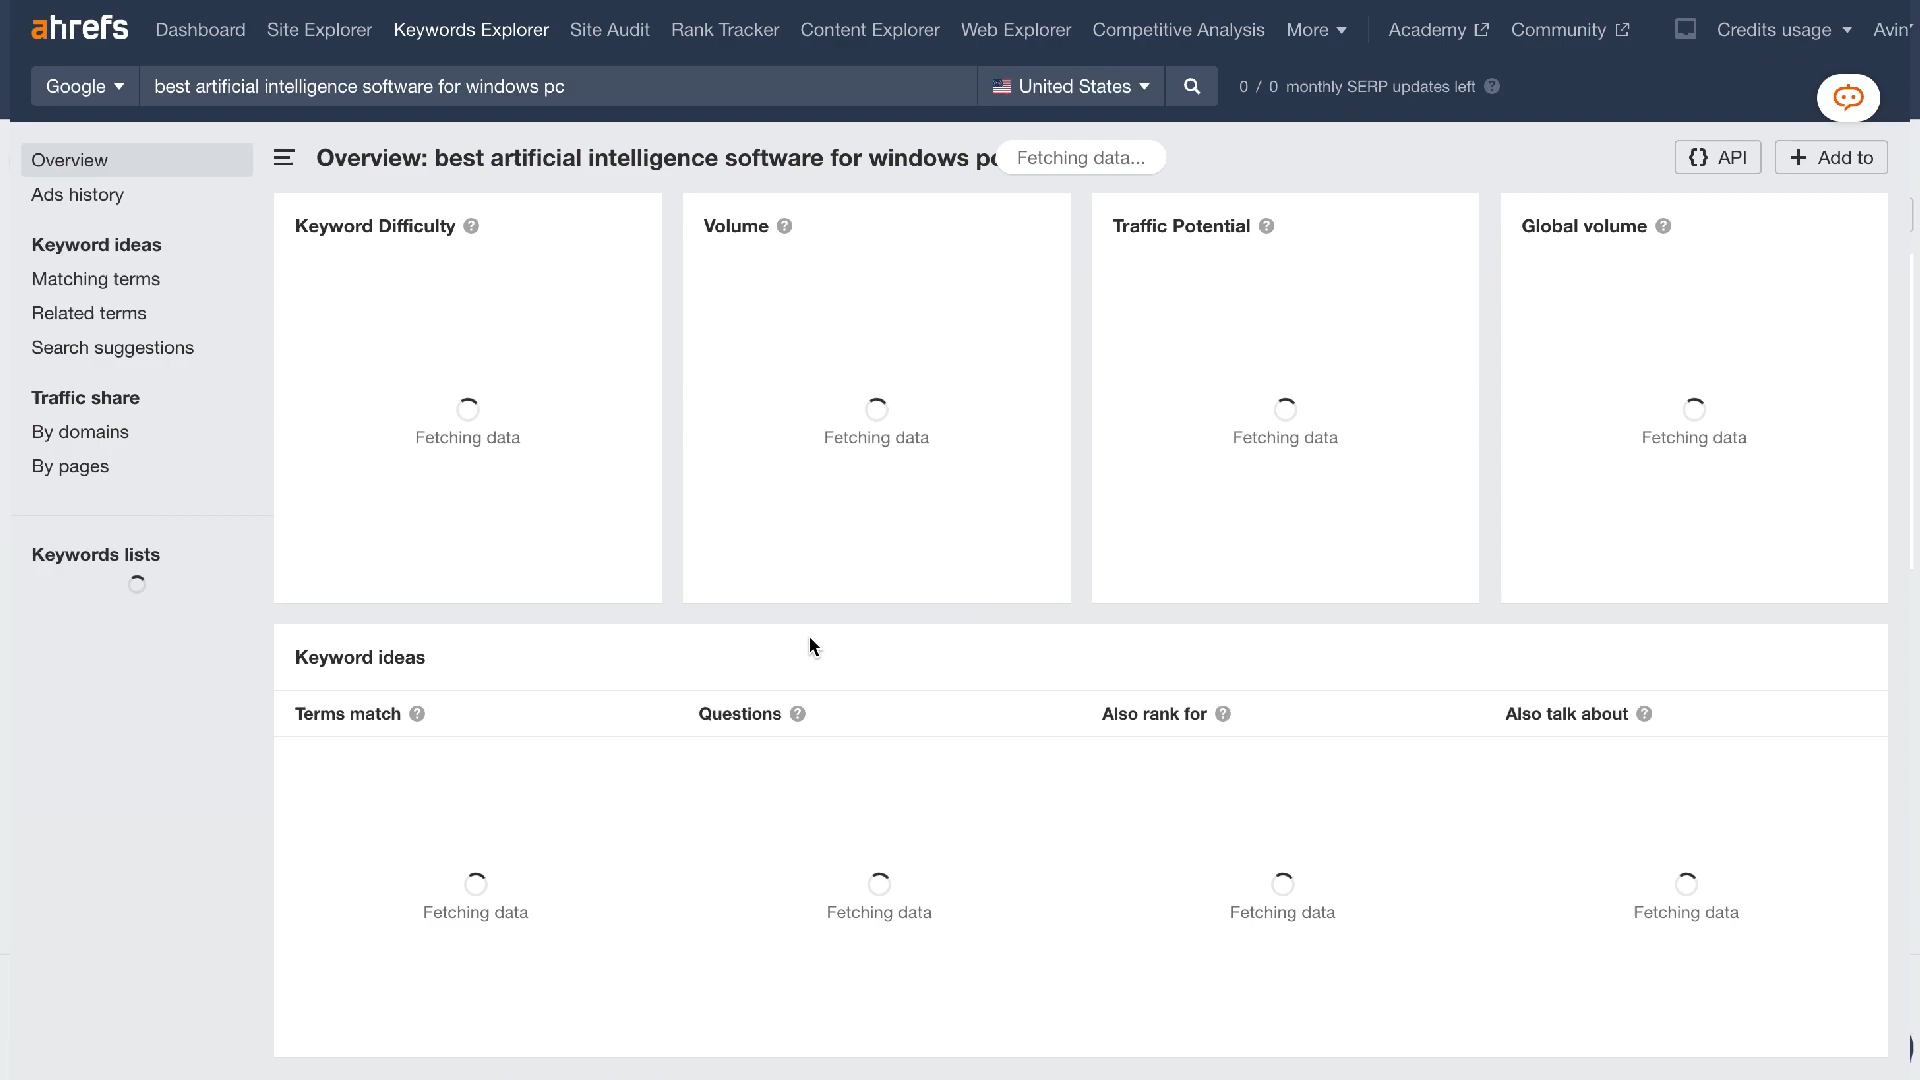 ahrefs Dashboard Site Explorer Keywords Explorer Site Audit Rank Tracker Content Explorer Web Explorer Competitive Analysis More Academy Community Credits usage
Google best artificial intelligence software for windows pc United States 0 / 0 monthly SERP updates left
Overview
Ads history
Keyword ideas
Matching terms
Related terms
Search suggestions
Traffic share
By domains
By pages
Keywords lists
Overview: best artificial intelligence software for windows Fetching data... {} API + Add to
Keyword Difficulty ? Volume ? Traffic Potential ? Global volume ?
Fetching data Fetching data Fetching data Fetching data
Keyword ideas
Terms match ? Questions ? Also rank for ? Also talk about ?
Fetching data Fetching data Fetching data Fetching data